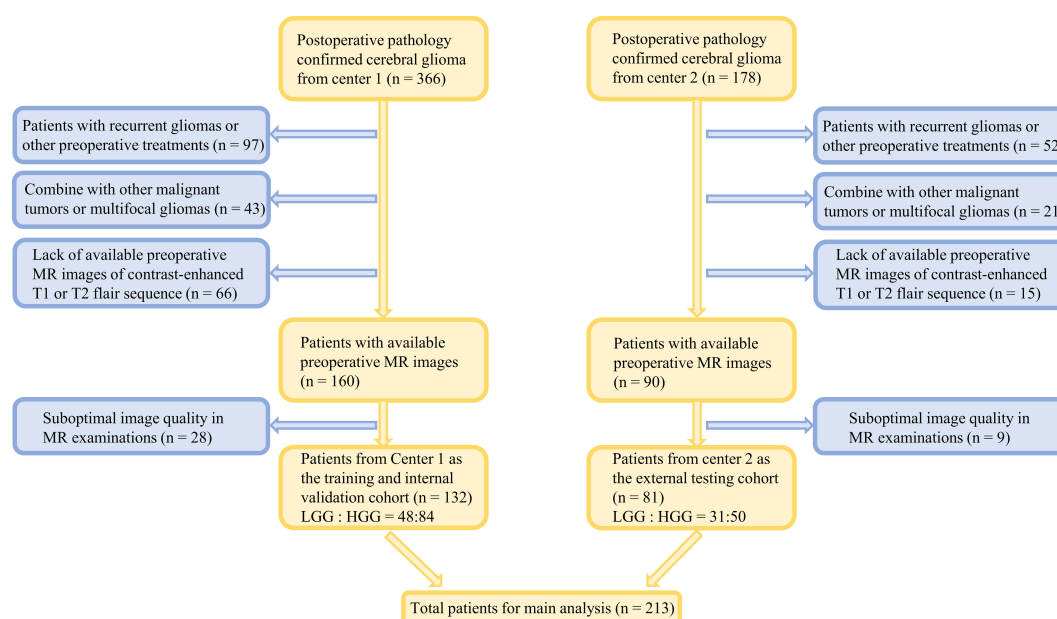 Postoperative pathology
confirmed cerebral glioma
from center 1 (n = 366)
Patients with recurrent gliomas or
other preoperative treatments (n = 97)
Combine with other malignant
tumors or multifocal gliomas (n = 43)
Lack of available preoperative
MR images of contrast-enhanced
T1 or T2 flair sequence (n = 66)
Patients with available
preoperative MR images
(n = 160)
Suboptimal image quality in
MR examinations (n = 28)
Patients from Center 1 as
the training and internal
validation cohort (n = 132)
LGG : HGG = 48:84
Postoperative pathology
confirmed cerebral glioma
from center 2 (n = 178)
Patients with recurrent gliomas or
other preoperative treatments (n = 52
Combine with other malignant
tumors or multifocal gliomas (n = 21
Lack of available preoperative
MR images of contrast-enhanced
T1 or T2 flair sequence (n = 15)
Patients with available
preoperative MR images
(n = 90)
Suboptimal image quality in
MR examinations (n = 9)
Patients from center 2 as
the external testing cohort
(n = 81)
LGG : HGG = 31:50
Total patients for main analysis (n = 213)